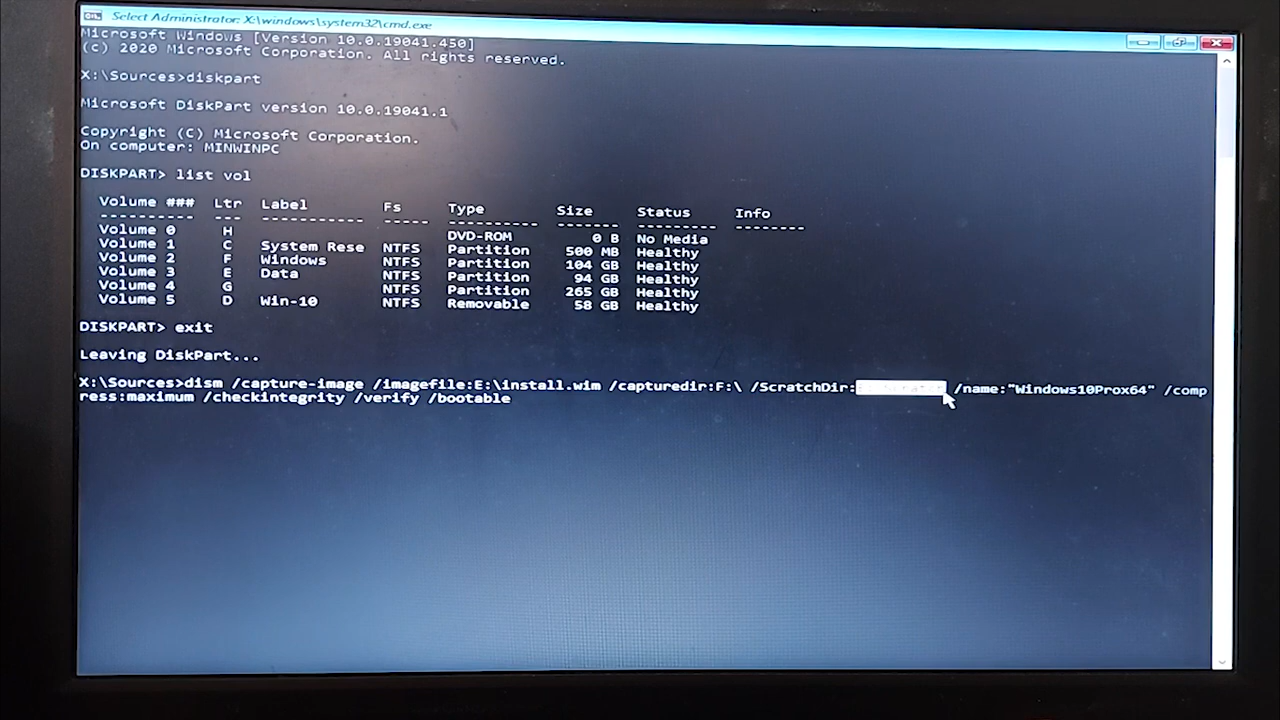 Select Administrator: X:\windows\system32\cmd.exe
Microsoft Windows [Version 10.0.19041.450]
(c) 2020 Microsoft Corporation. All rights reserved.
X:\Sources>diskpart
Microsoft DiskPart version 10.0.19041.1
Copyright (C) Microsoft Corporation.
On computer: MINWINPC
DISKPART> list vol
Volume ### Ltr Label Fs Type Size Status Info
---------- --- ----------- ----- ---------- ------- --------- --------
Volume 0 H DVD-ROM 0 B No Media
Volume 1 C System Rese NTFS Partition 500 MB Healthy
Volume 2 F Windows NTFS Partition 104 GB Healthy
Volume 3 E Data NTFS Partition 94 GB Healthy
Volume 4 G NTFS Partition 265 GB Healthy
Volume 5 D Win-10 NTFS Removable 58 GB Healthy
DISKPART> exit
Leaving DiskPart...
X:\Sources>dism /capture-image /imagefile:E:\install.wim /capturedir:F:\ /ScratchDir: /name:"Windows10Prox64" /comp
ress:maximum /checkintegrity /verify /bootable